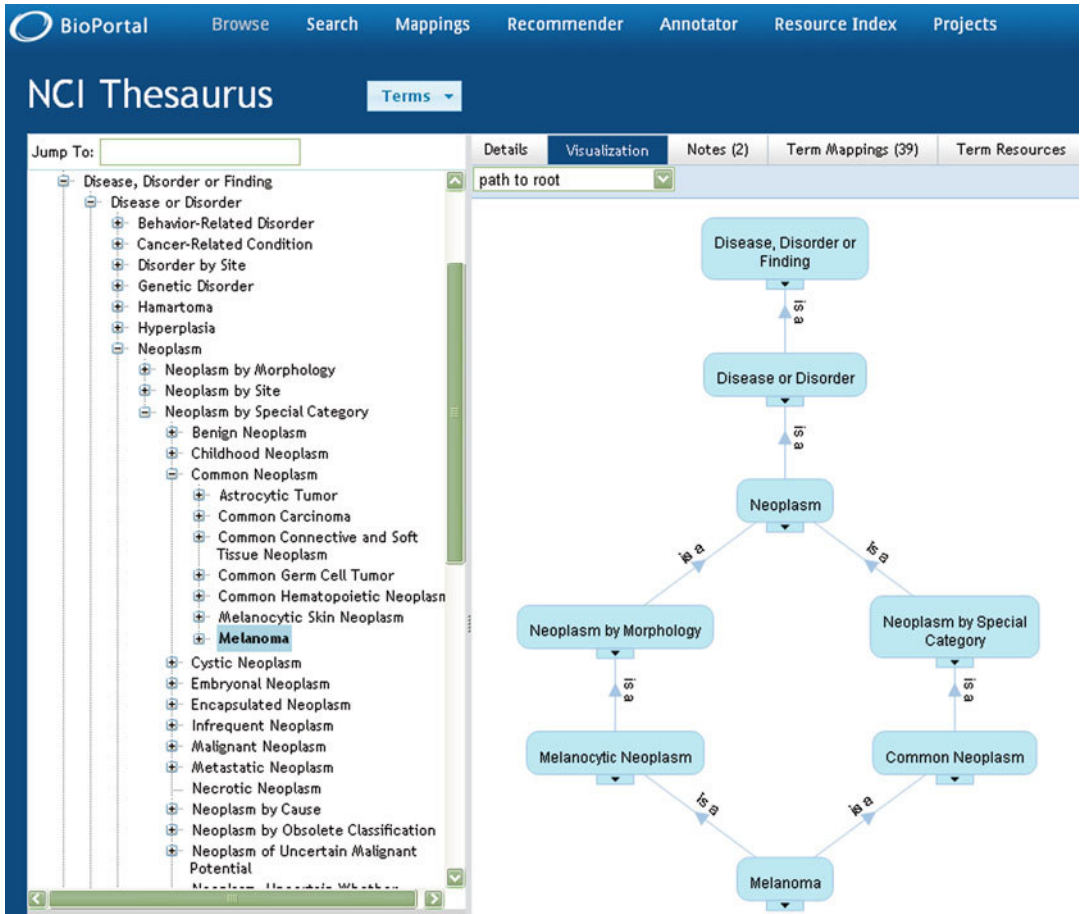 BioPortal Browse Search Mappings Recommender Annotator Resource Index Projects
NCI Thesaurus Terms
Jump To:
Disease, Disorder or Finding
Disease or Disorder
Behavior-Related Disorder
Cancer-Related Condition
Disorder by Site
Genetic Disorder
Hamartoma
Hyperplasia
Neoplasm
Neoplasm by Morphology
Neoplasm by Site
Neoplasm by Special Category
Benign Neoplasm
Childhood Neoplasm
Common Neoplasm
Astrocytic Tumor
Common Carcinoma
Common Connective and Soft
Tissue Neoplasm
Common Germ Cell Tumor
Common Hematopoietic Neoplasm
Melanocytic Skin Neoplasm
Melanoma
Cystic Neoplasm
Embryonal Neoplasm
Encapsulated Neoplasm
Infrequent Neoplasm
Malignant Neoplasm
Metastatic Neoplasm
Necrotic Neoplasm
Neoplasm by Cause
Neoplasm by Obsolete Classification
Neoplasm of Uncertain Malignant
Potential
Details Visualization Notes (2) Term Mappings (39) Term Resources
path to root
Disease, Disorder or
Finding
is a
Disease or Disorder
is a
Neoplasm
is a is a
Neoplasm by Morphology
Neoplasm by Special
Category
is a is a
Melanocytic Neoplasm Common Neoplasm
is a is a
Melanoma